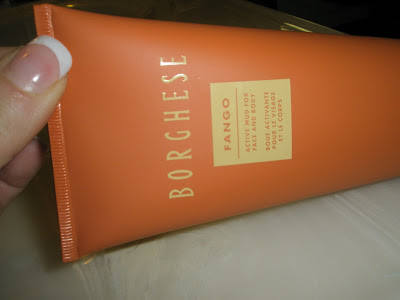 BORGHESE
FANGO
ACTIVE MUD FOR
FACE AND BODY
BOUE ACTIVANTE
POUR LE VISAGE
ET LE CORPS